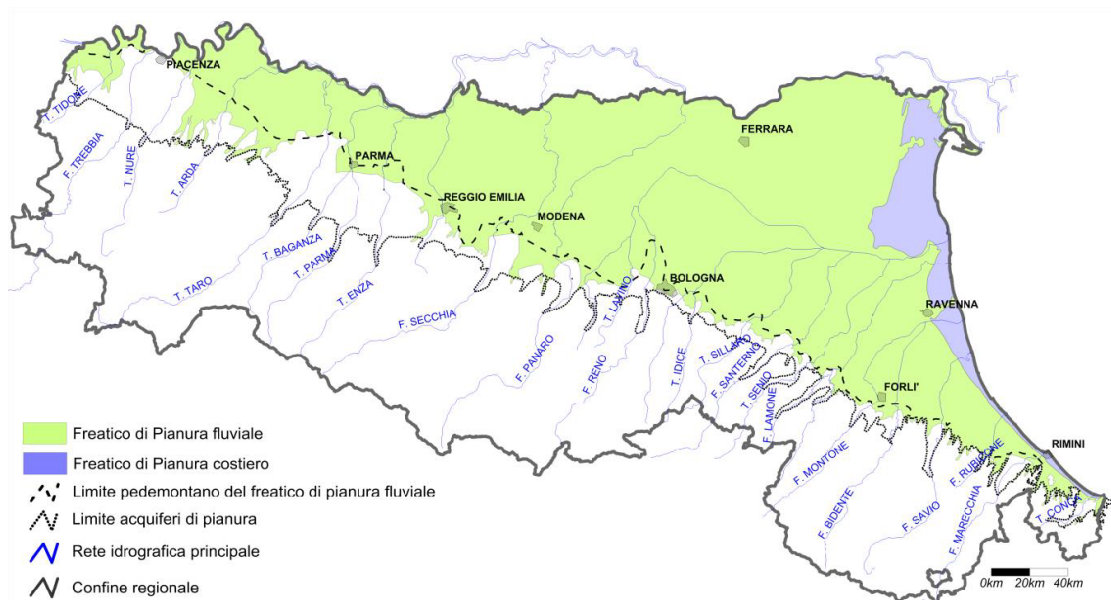 PIACENZA
T. TIDONE
F. TREBBIA
T. NURE
T. ARDA
PARMA
FERRARA
REGGIO EMILIA
MODENA
T. BAGANZA
T. PARMA
T. TARO
T. ENZA
F. SECCHIA
BOLOGNA
T. LAVINO
F. PANARO
F. RENO
T. IDICE
T. SILLARO
F. SANTERNO
T. SENIO
F. LAMONE
RAVENNA
FORLI'
F. MONTONE
F. BIDENTE
F. SAVIO
F. RUBICONE
F. MARECCHIA
RIMINI
T. CONCA
Freatico di Pianura fluviale
Freatico di Pianura costiero
Limite pedemontano del freatico di pianura fluviale
Limite acquiferi di pianura
Rete idrografica principale
Confine regionale
0km 20km 40km